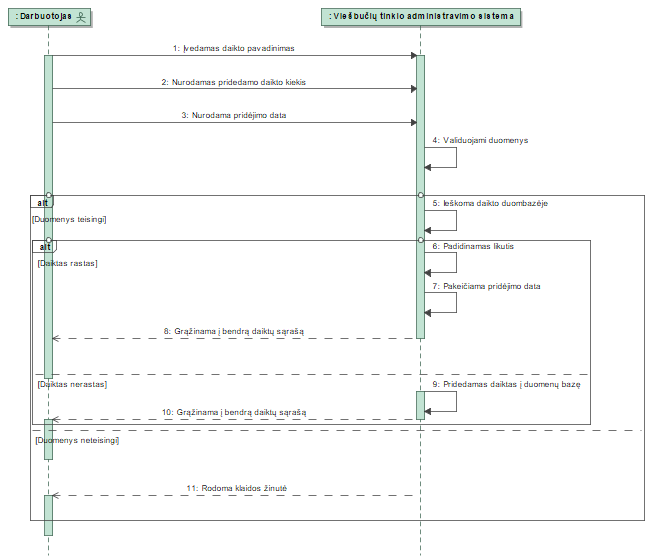 : Darbuotojas
: Viešbučių tinklo administravimo sistema
1: Įvedamas daikto pavadinimas
2: Nurodamas pridedamo daikto kiekis
3: Nurodama pridėjimo data
4: Validuojami duomenys
alt
5: Ieškoma daikto duombazėje
[Duomenys teisingi]
alt
6: Padidinamas likutis
[Daiktas rastas]
7: Pakeičiama pridėjimo data
8: Grąžinama į bendrą daiktų sąrašą
[Daiktas nerastas]
9: Pridedamas daiktas į duomenų bazę
10: Grąžinama į bendrą daiktų sąrašą
[Duomenys neteisingi]
11: Rodoma klaidos žinutė